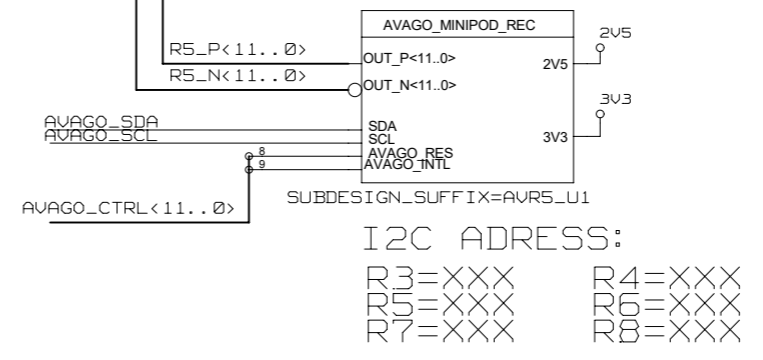 AVAGO_MINIPOD_REC
2V5
R5_P<11..0>
OUT_P<11..0>
2V5
R5_N<11..0>
OUT_N<11..0>
3V3
AVAGO_SDA
SDA
AVAGO_SCL
SCL
3V3
8
AVAGO_RES
9
AVAGO_INTL
SUBDESIGN_SUFFIX=AVR5_U1
AVAGO_CTRL<11..0>
I2C ADRESS:
R3=XXX R4=XXX
R5=XXX R6=XXX
R7=XXX R8=XXX